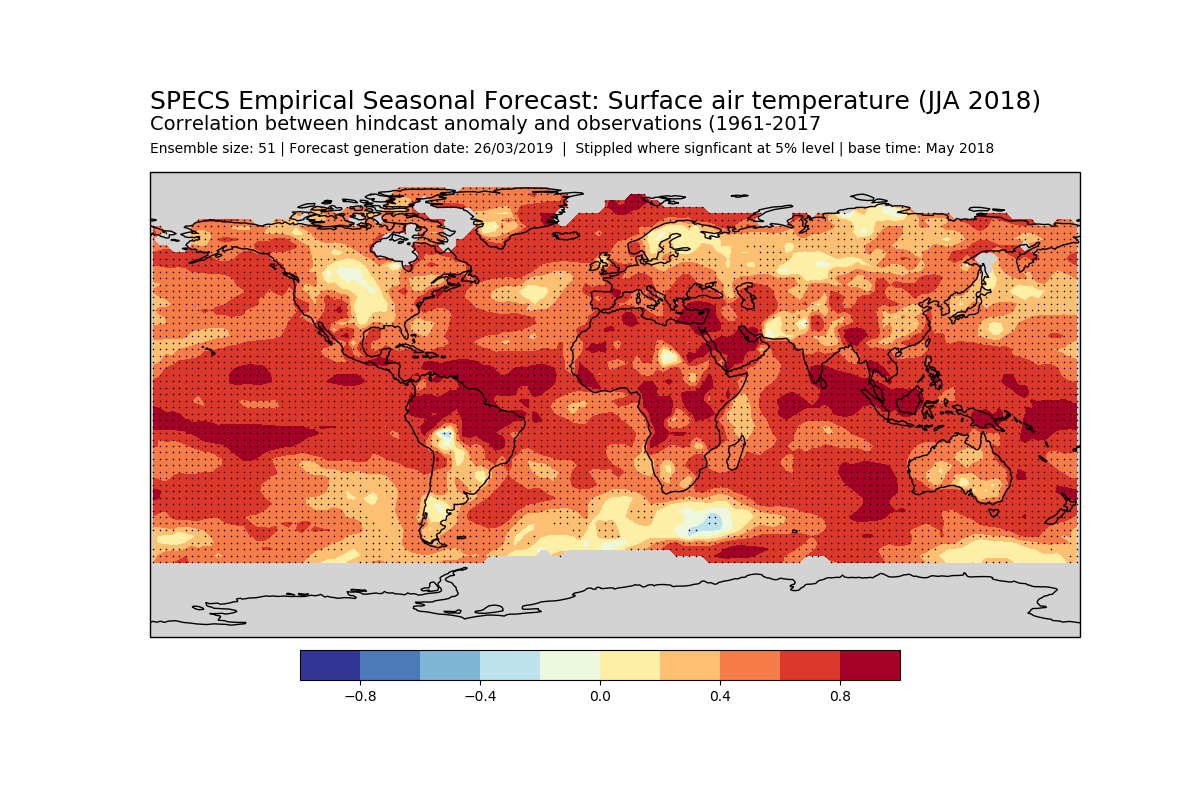 SPECS Empirical Seasonal Forecast: Surface air temperature (JJA 2018)
Correlation between hindcast anomaly and observations (1961-2017
Ensemble size: 51 | Forecast generation date: 26/03/2019  |  Stippled where signficant at 5% level | base time: May 2018
−0.8 −0.4 0.0 0.4 0.8